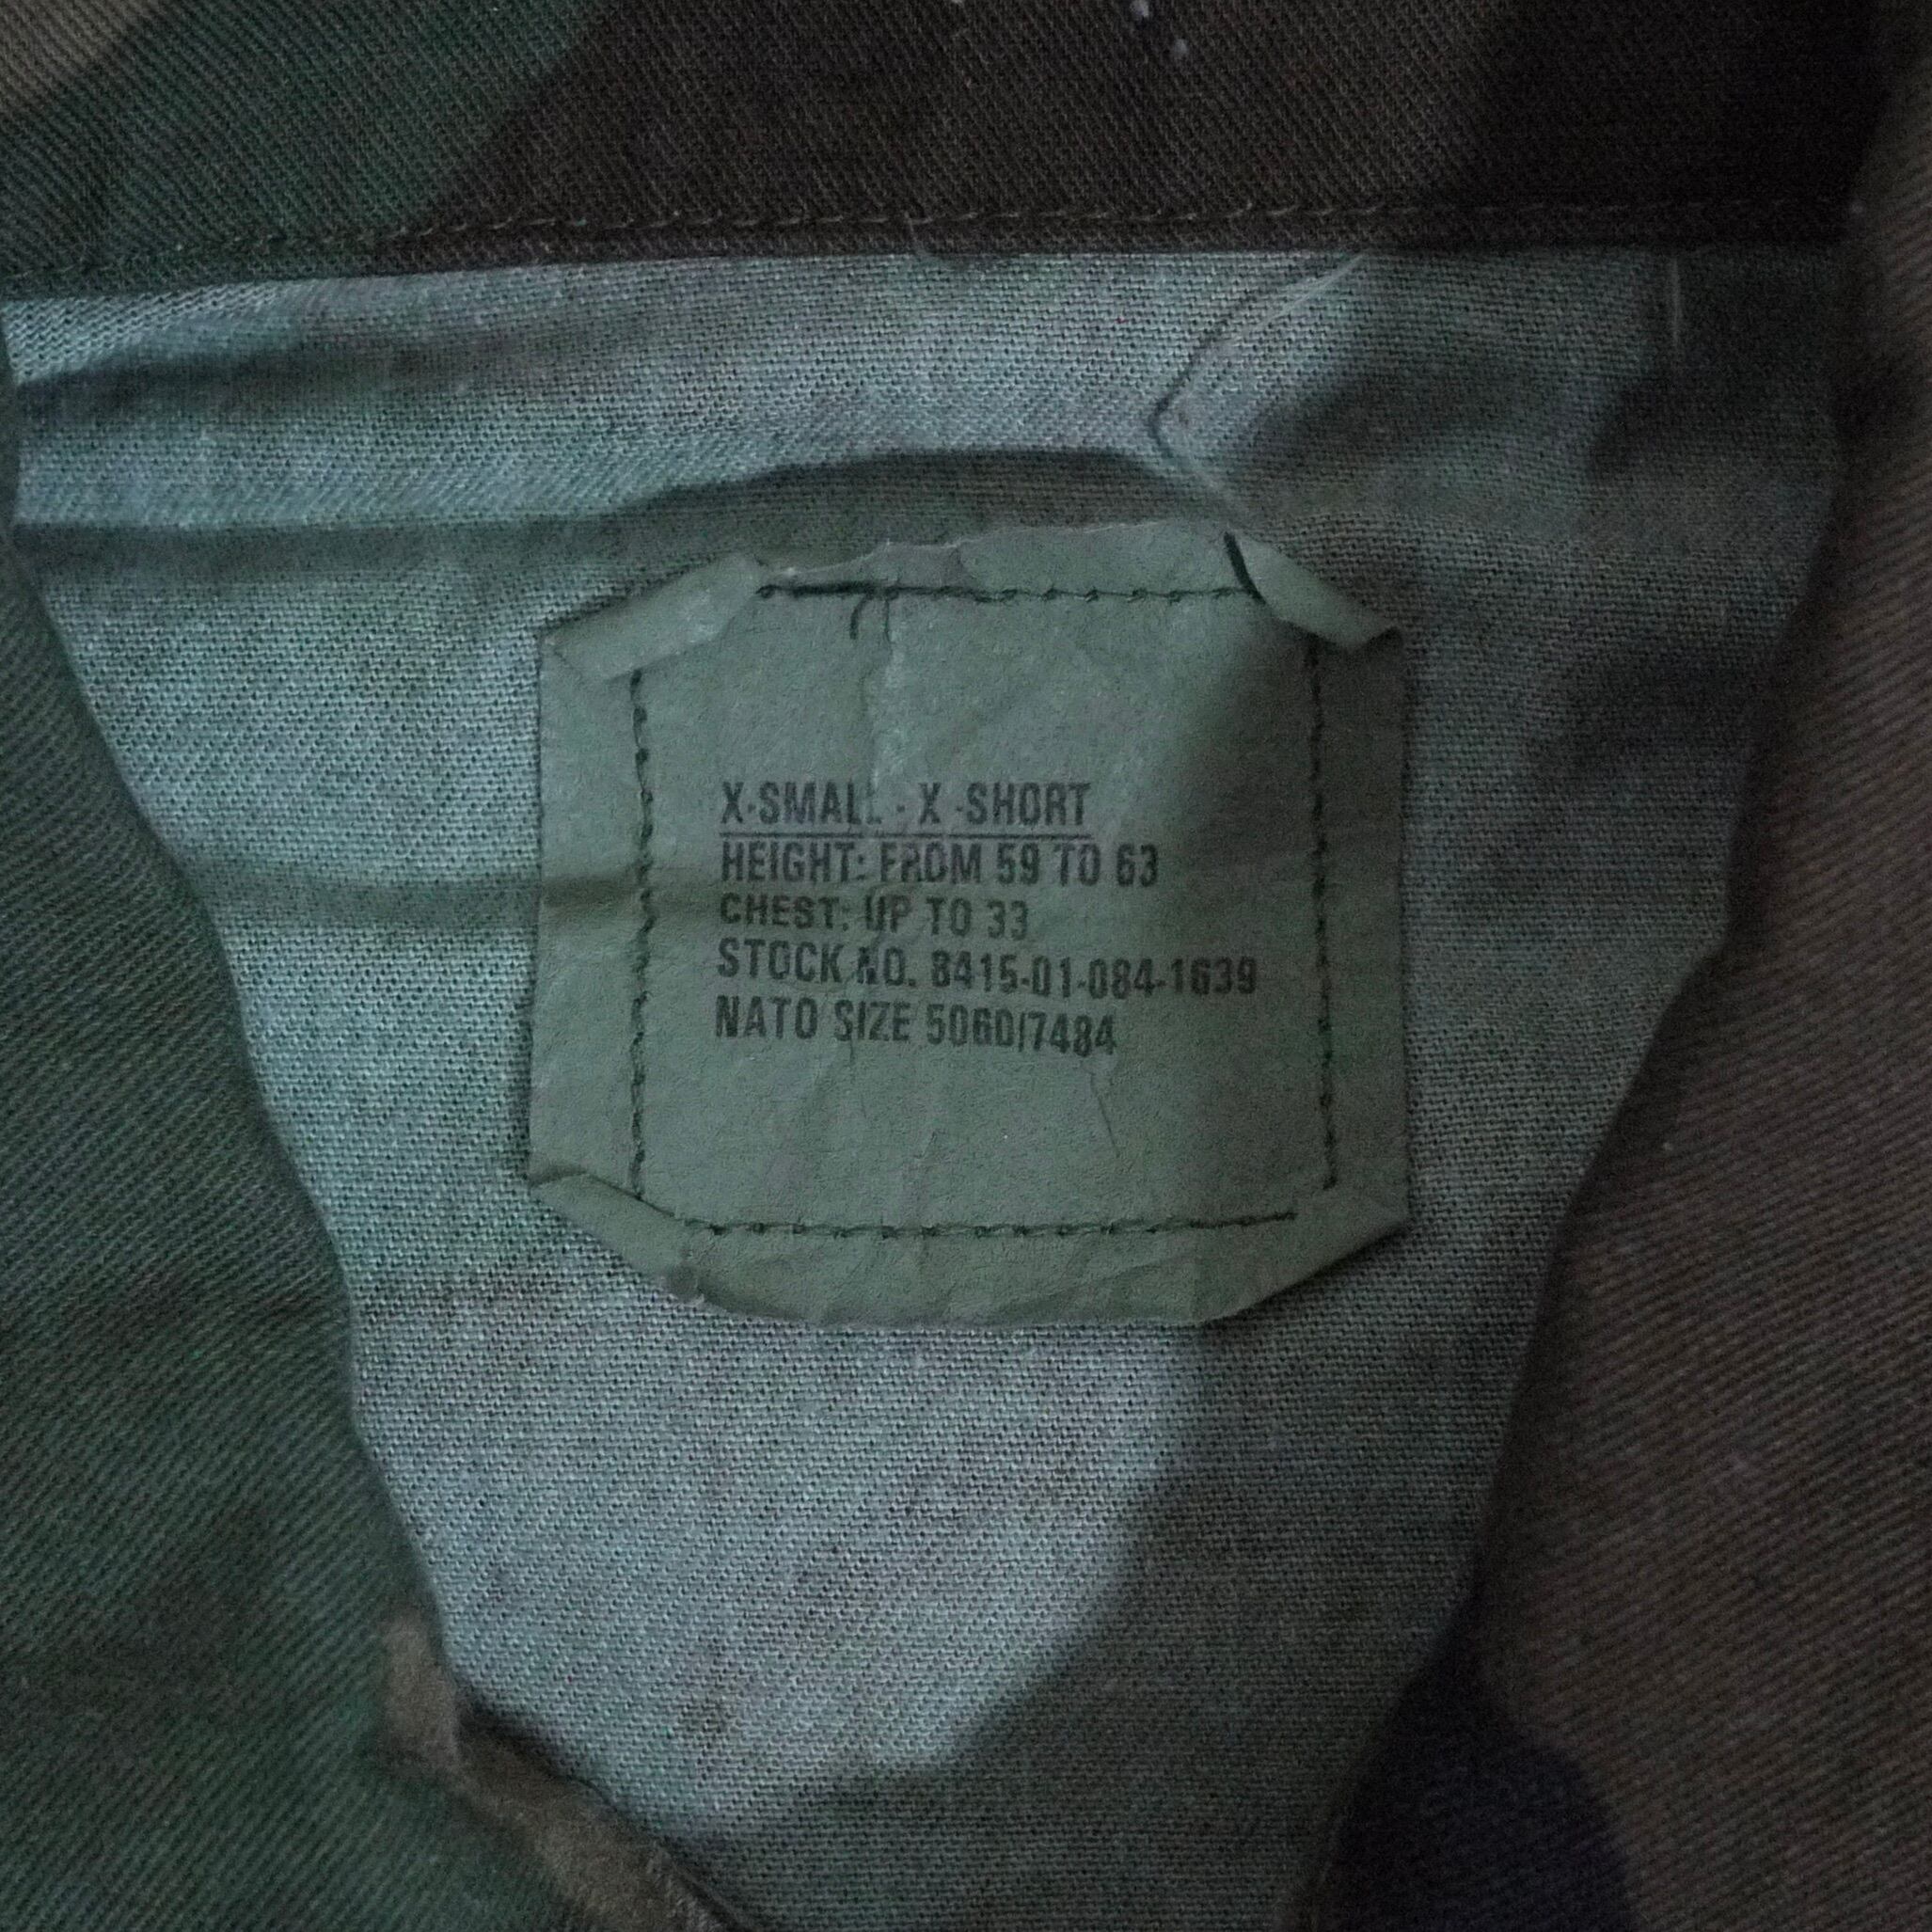 X-SMALL - X-SHORT
HEIGHT: FROM 59 TO 63
CHEST: UP TO 33
STOCK NO. 8415-01-084-1639
NATO SIZE 5060/7484